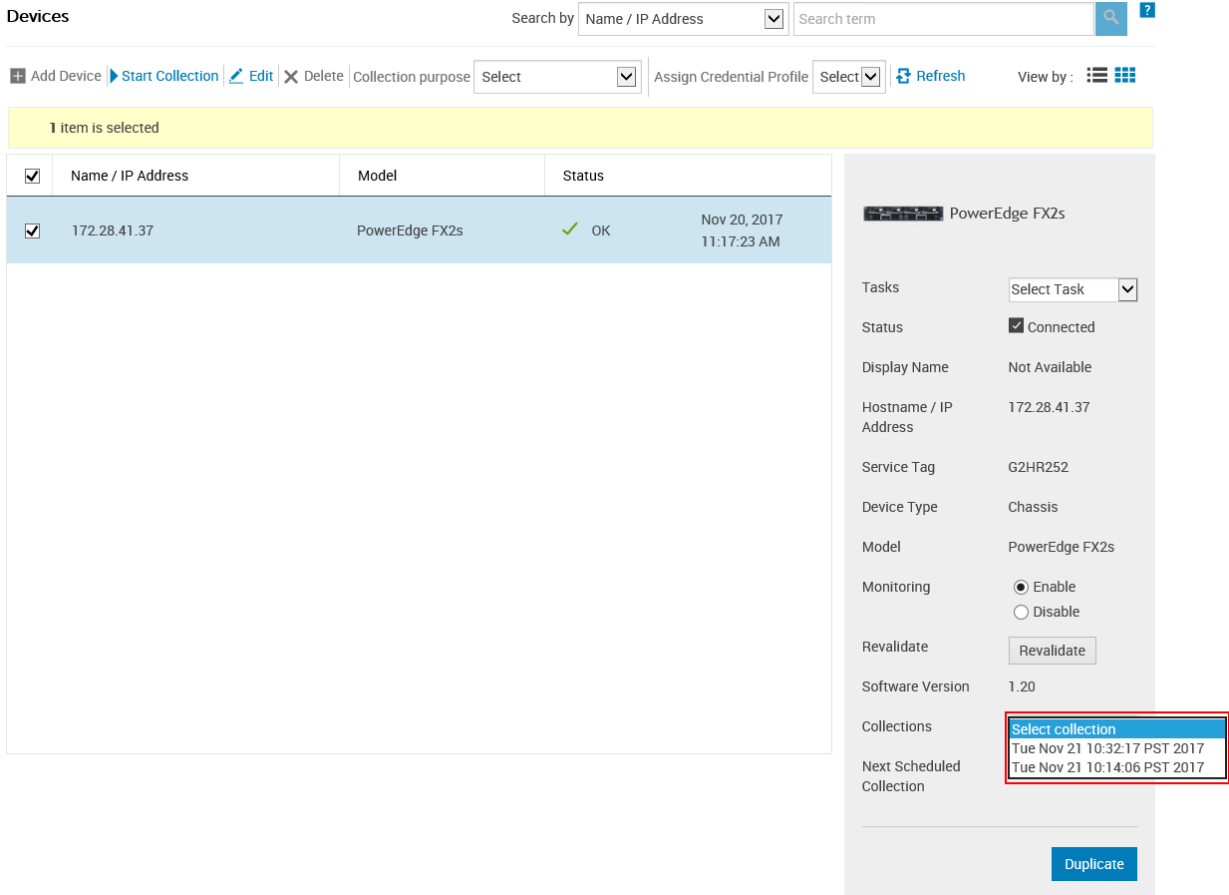 Devices
Search by Name / IP Address Search term ?
Add Device Start Collection Edit Delete Collection purpose Select Assign Credential Profile Select Refresh View by :
1 item is selected
Name / IP Address Model Status
172.28.41.37 PowerEdge FX2s OK Nov 20, 2017
11:17:23 AM
PowerEdge FX2s
Tasks Select Task
Status Connected
Display Name Not Available
Hostname / IP 172.28.41.37
Address
Service Tag G2HR252
Device Type Chassis
Model PowerEdge FX2s
Monitoring Enable
Disable
Revalidate Revalidate
Software Version 1.20
Collections Select collection
Tue Nov 21 10:32:17 PST 2017
Tue Nov 21 10:14:06 PST 2017
Next Scheduled
Collection
Duplicate